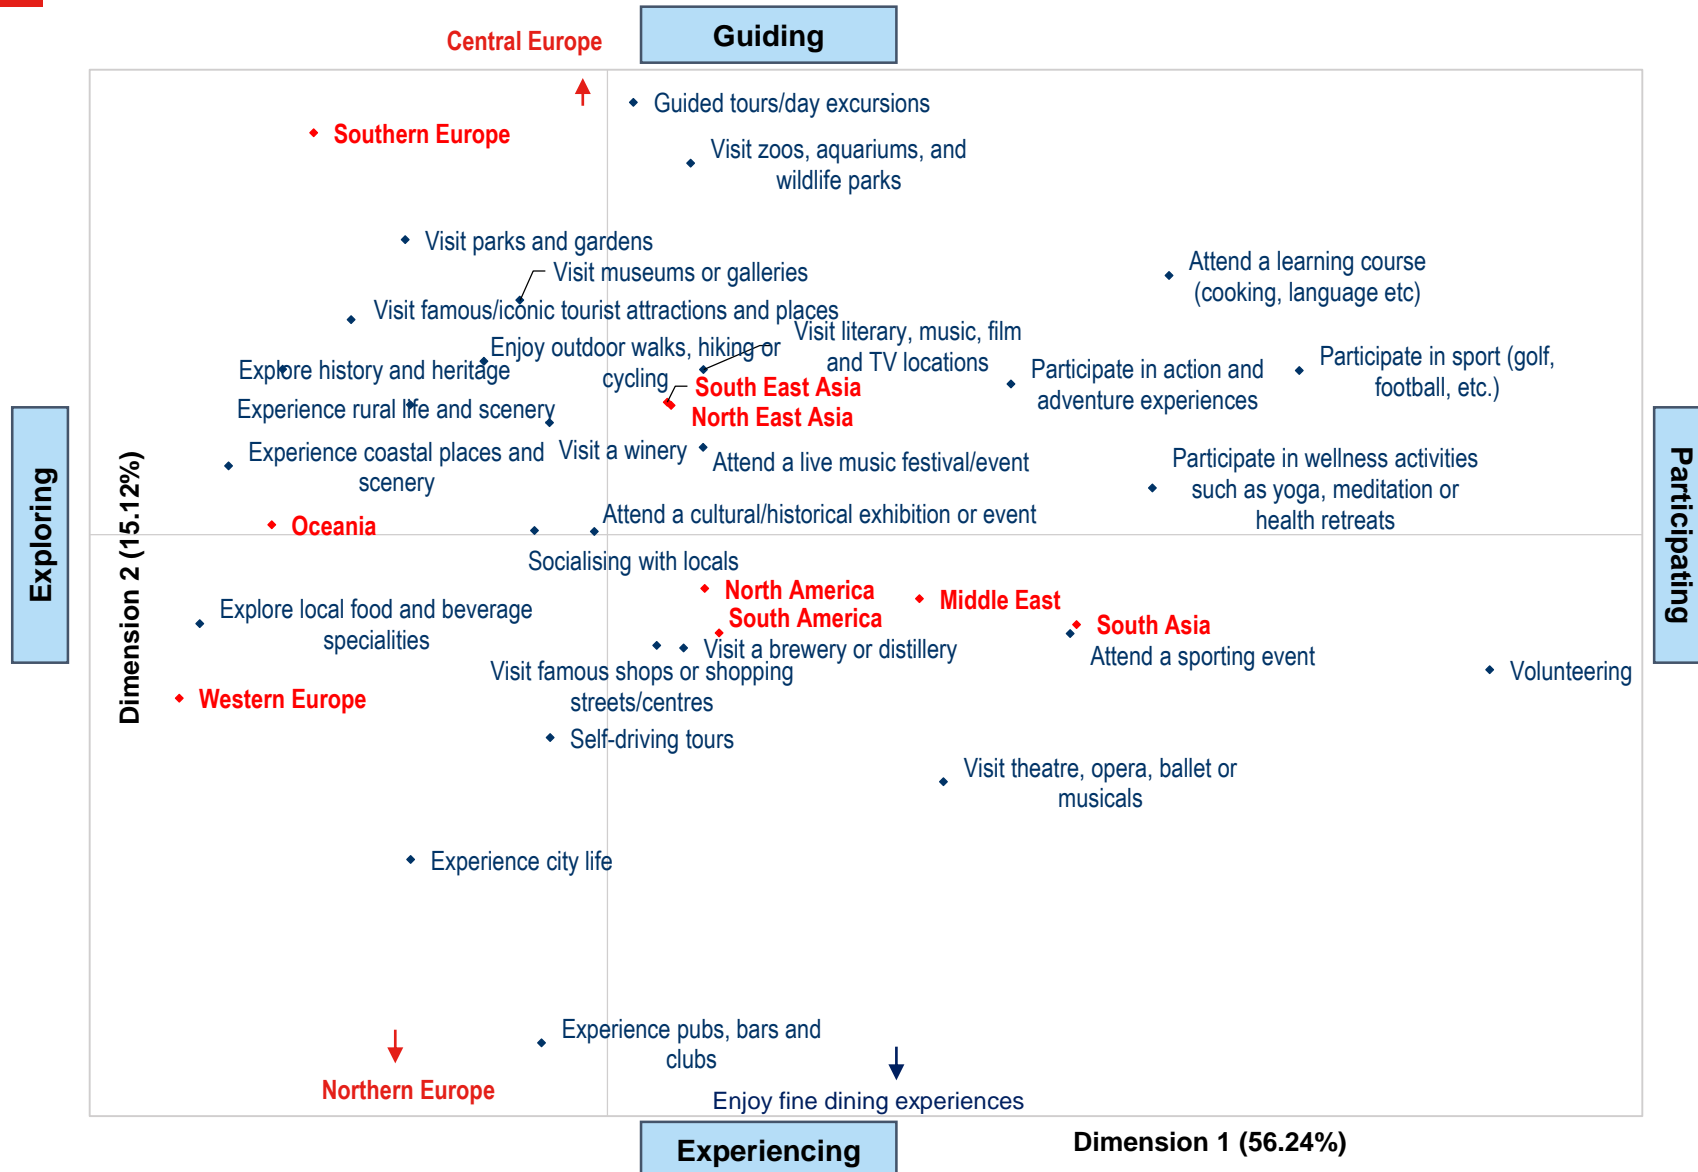 Guiding
Central Europe
Guided tours/day excursions
Southern Europe
Visit zoos, aquariums, and
wildlife parks
Visit parks and gardens
Visit museums or galleries
Attend a learning course
(cooking, language etc)
Visit famous/iconic tourist attractions and places
Visit literary, music, film
and TV locations
Enjoy outdoor walks, hiking or
cycling
Explore history and heritage
Participate in action and
adventure experiences
Participate in sport (golf,
football, etc.)
South East Asia
North East Asia
Experience rural life and scenery
Experience coastal places and
scenery
Visit a winery
Attend a live music festival/event
Participate in wellness activities
such as yoga, meditation or
health retreats
Exploring
Participating
Dimension 2 (15.12%)
Oceania
Attend a cultural/historical exhibition or event
Socialising with locals
North America
South America
Middle East
South Asia
Explore local food and beverage
specialities
Visit a brewery or distillery
Attend a sporting event
Volunteering
Visit famous shops or shopping
streets/centres
Western Europe
Self-driving tours
Visit theatre, opera, ballet or
musicals
Experience city life
Experience pubs, bars and
clubs
Northern Europe
Enjoy fine dining experiences
Experiencing
Dimension 1 (56.24%)